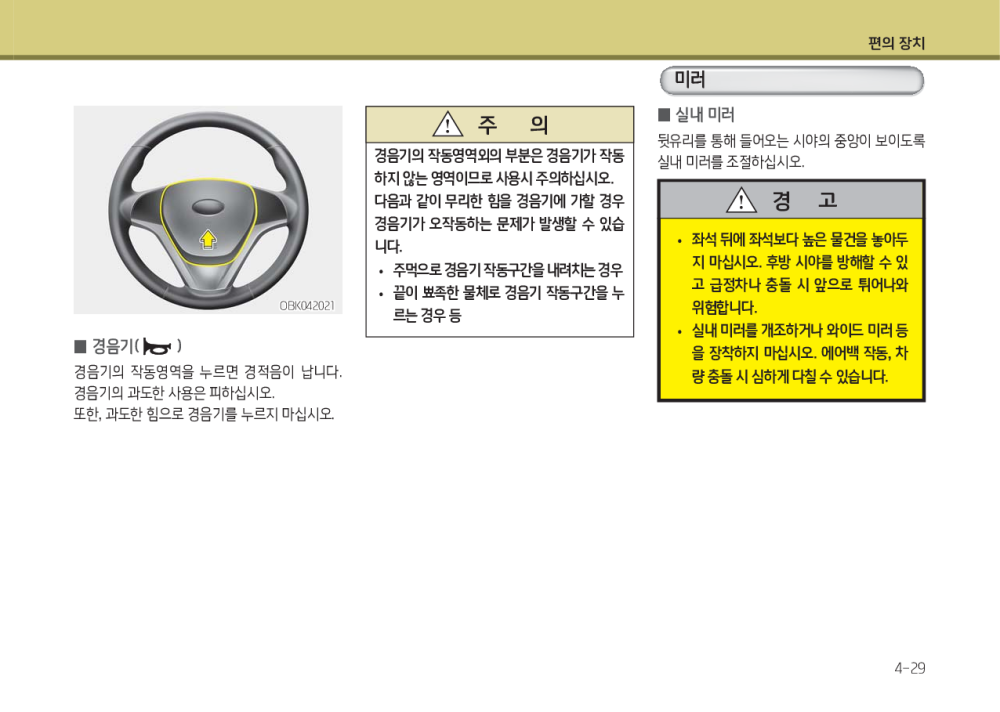 편의 장치
OBK042021
■ 경음기( )
경음기의 작동영역을 누르면 경적음이 납니다.
경음기의 과도한 사용은 피하십시오.
또한, 과도한 힘으로 경음기를 누르지 마십시오.
주 의
경음기의 작동영역외의 부분은 경음기가 작동
하지 않는 영역이므로 사용시 주의하십시오.
다음과 같이 무리한 힘을 경음기에 가할 경우
경음기가 오작동하는 문제가 발생할 수 있습
니다.
• 주먹으로 경음기 작동구간을 내려치는 경우
• 끝이 뾰족한 물체로 경음기 작동구간을 누
르는 경우 등
미러
■ 실내 미러
뒷유리를 통해 들어오는 시야의 중앙이 보이도록
실내 미러를 조절하십시오.
경 고
• 좌석 뒤에 좌석보다 높은 물건을 놓아두
지 마십시오. 후방 시야를 방해할 수 있
고 급정차나 충돌 시 앞으로 튀어나와
위험합니다.
• 실내 미러를 개조하거나 와이드 미러 등
을 장착하지 마십시오. 에어백 작동, 차
량 충돌 시 심하게 다칠 수 있습니다.
4-29